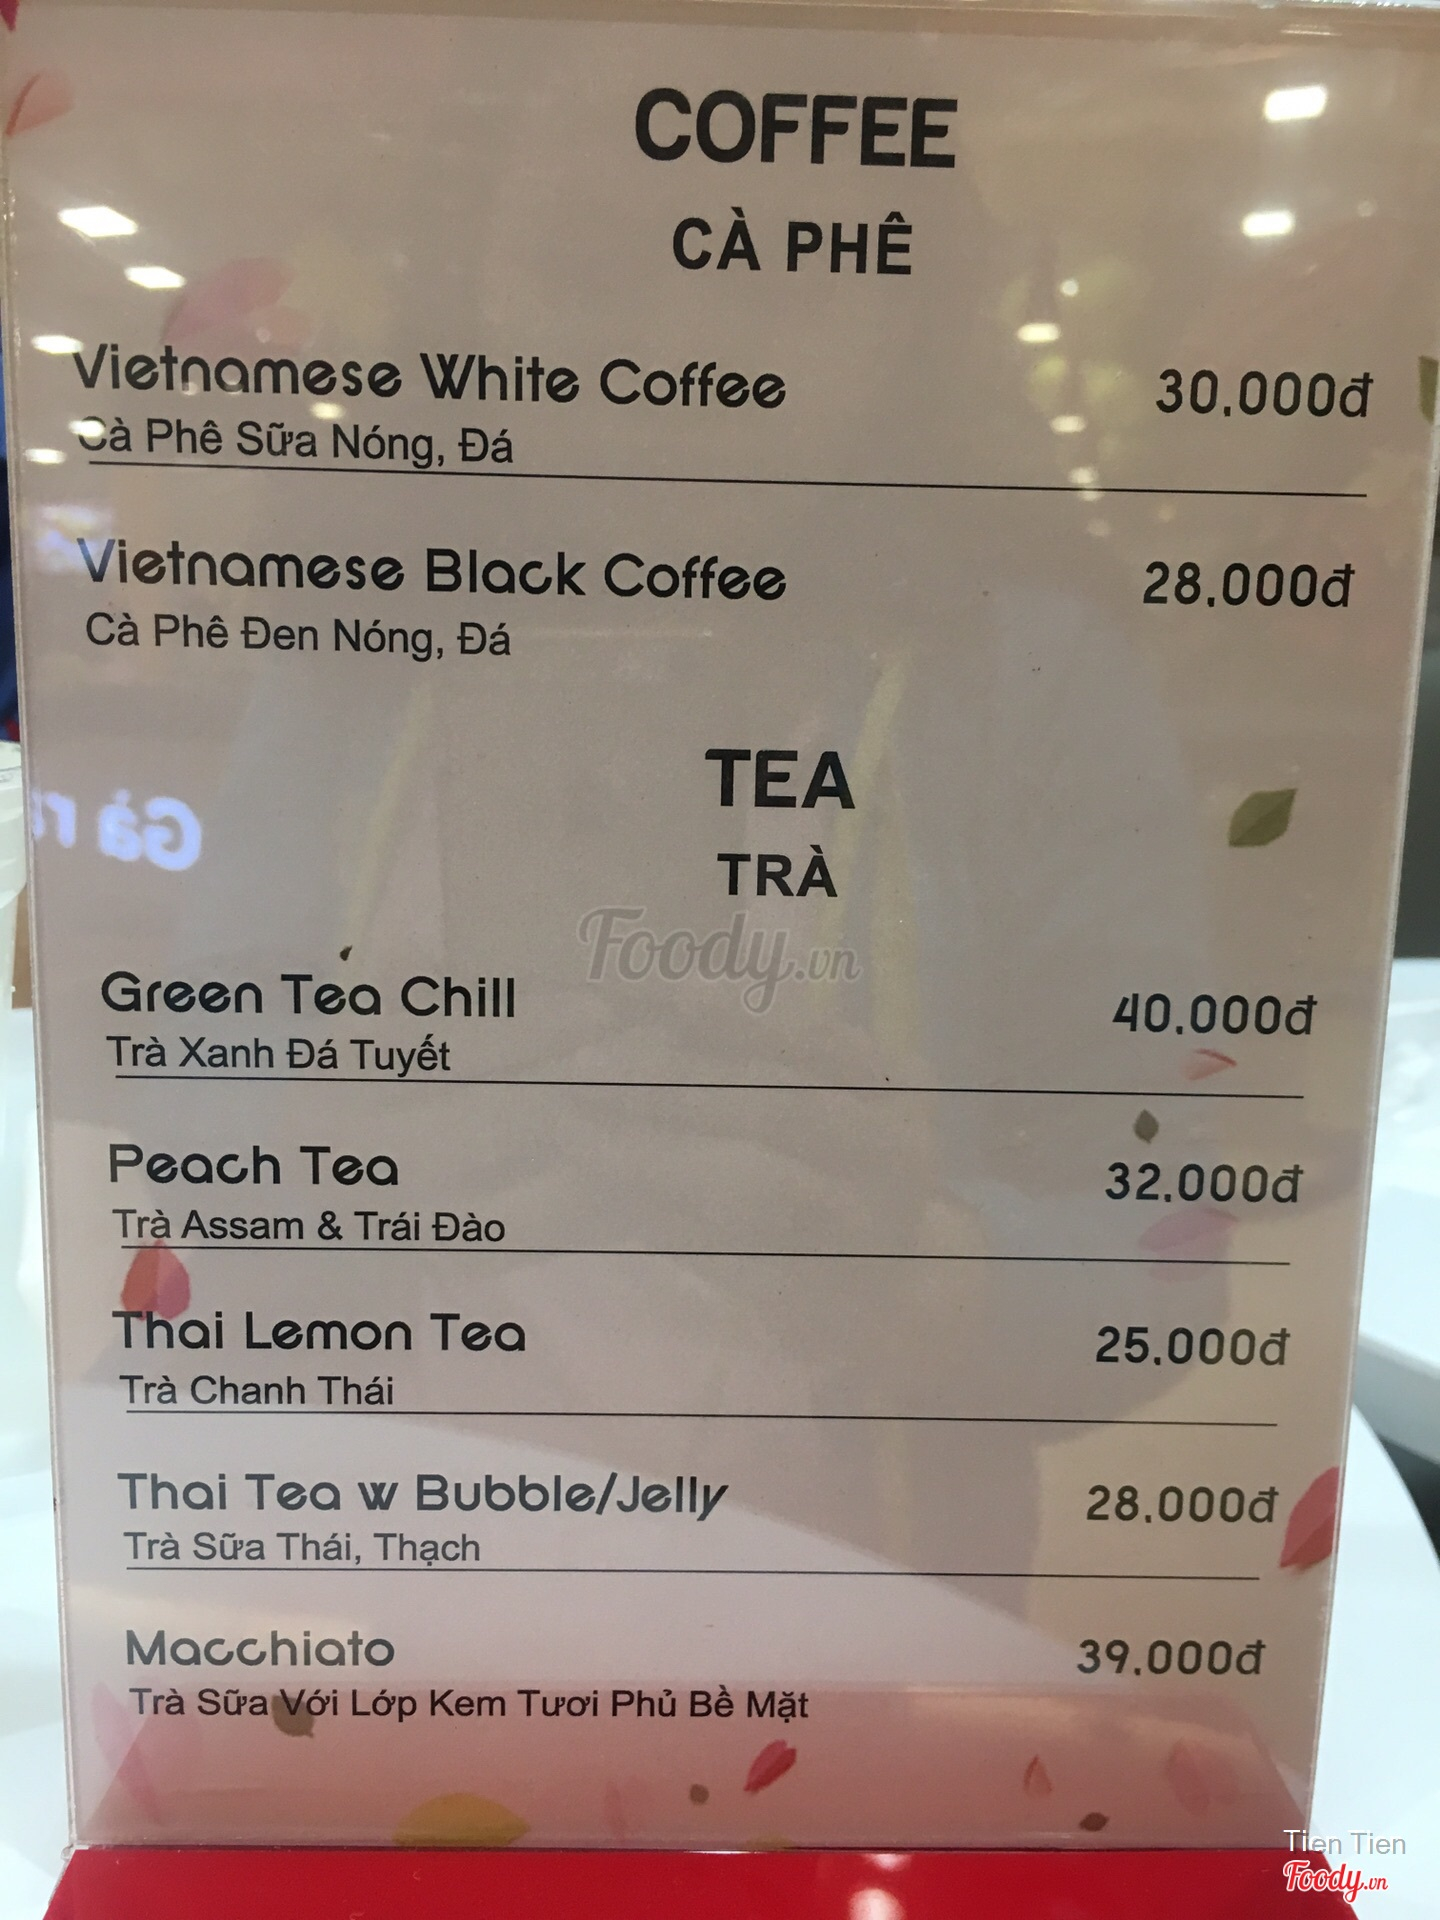 COFFEE
CÀ PHÊ
Vietnamese White Coffee 30.000đ
Cà Phê Sữa Nóng, Đá
Vietnamese Black Coffee 28.000đ
Cà Phê Đen Nóng, Đá
TEA
Gà r
TRÀ
Foody.vn
Green Tea Chill 40.000đ
Trà Xanh Đá Tuyết
Peach Tea 32.000đ
Trà Assam & Trái Đào
Thai Lemon Tea 25.000đ
Trà Chanh Thái
Thai Tea w Bubble/Jelly 28.000đ
Trà Sữa Thái, Thạch
Macchiato 39.000đ
Trà Sữa Với Lớp Kem Tươi Phủ Bề Mặt
Tien Tien
Foody.vn